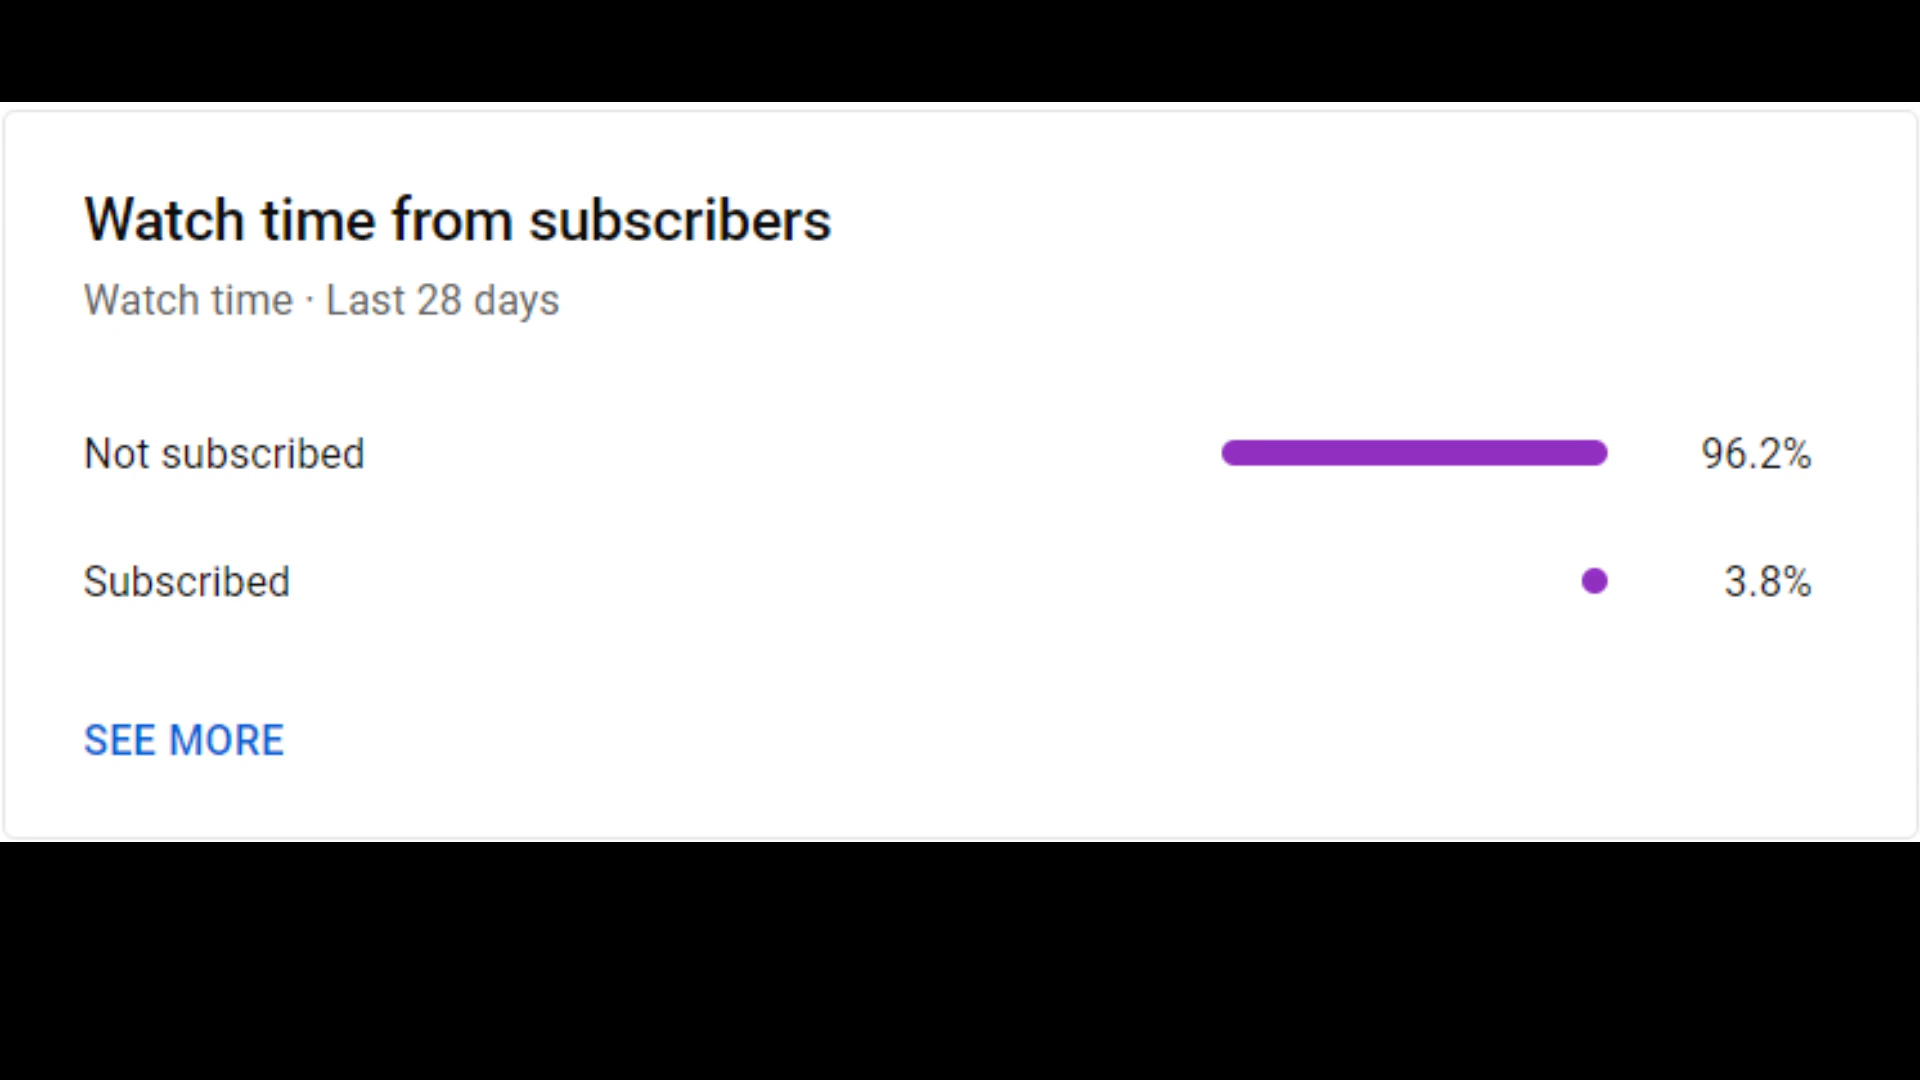 Watch time from subscribers
Watch time · Last 28 days
Not subscribed 96.2%
Subscribed 3.8%
SEE MORE